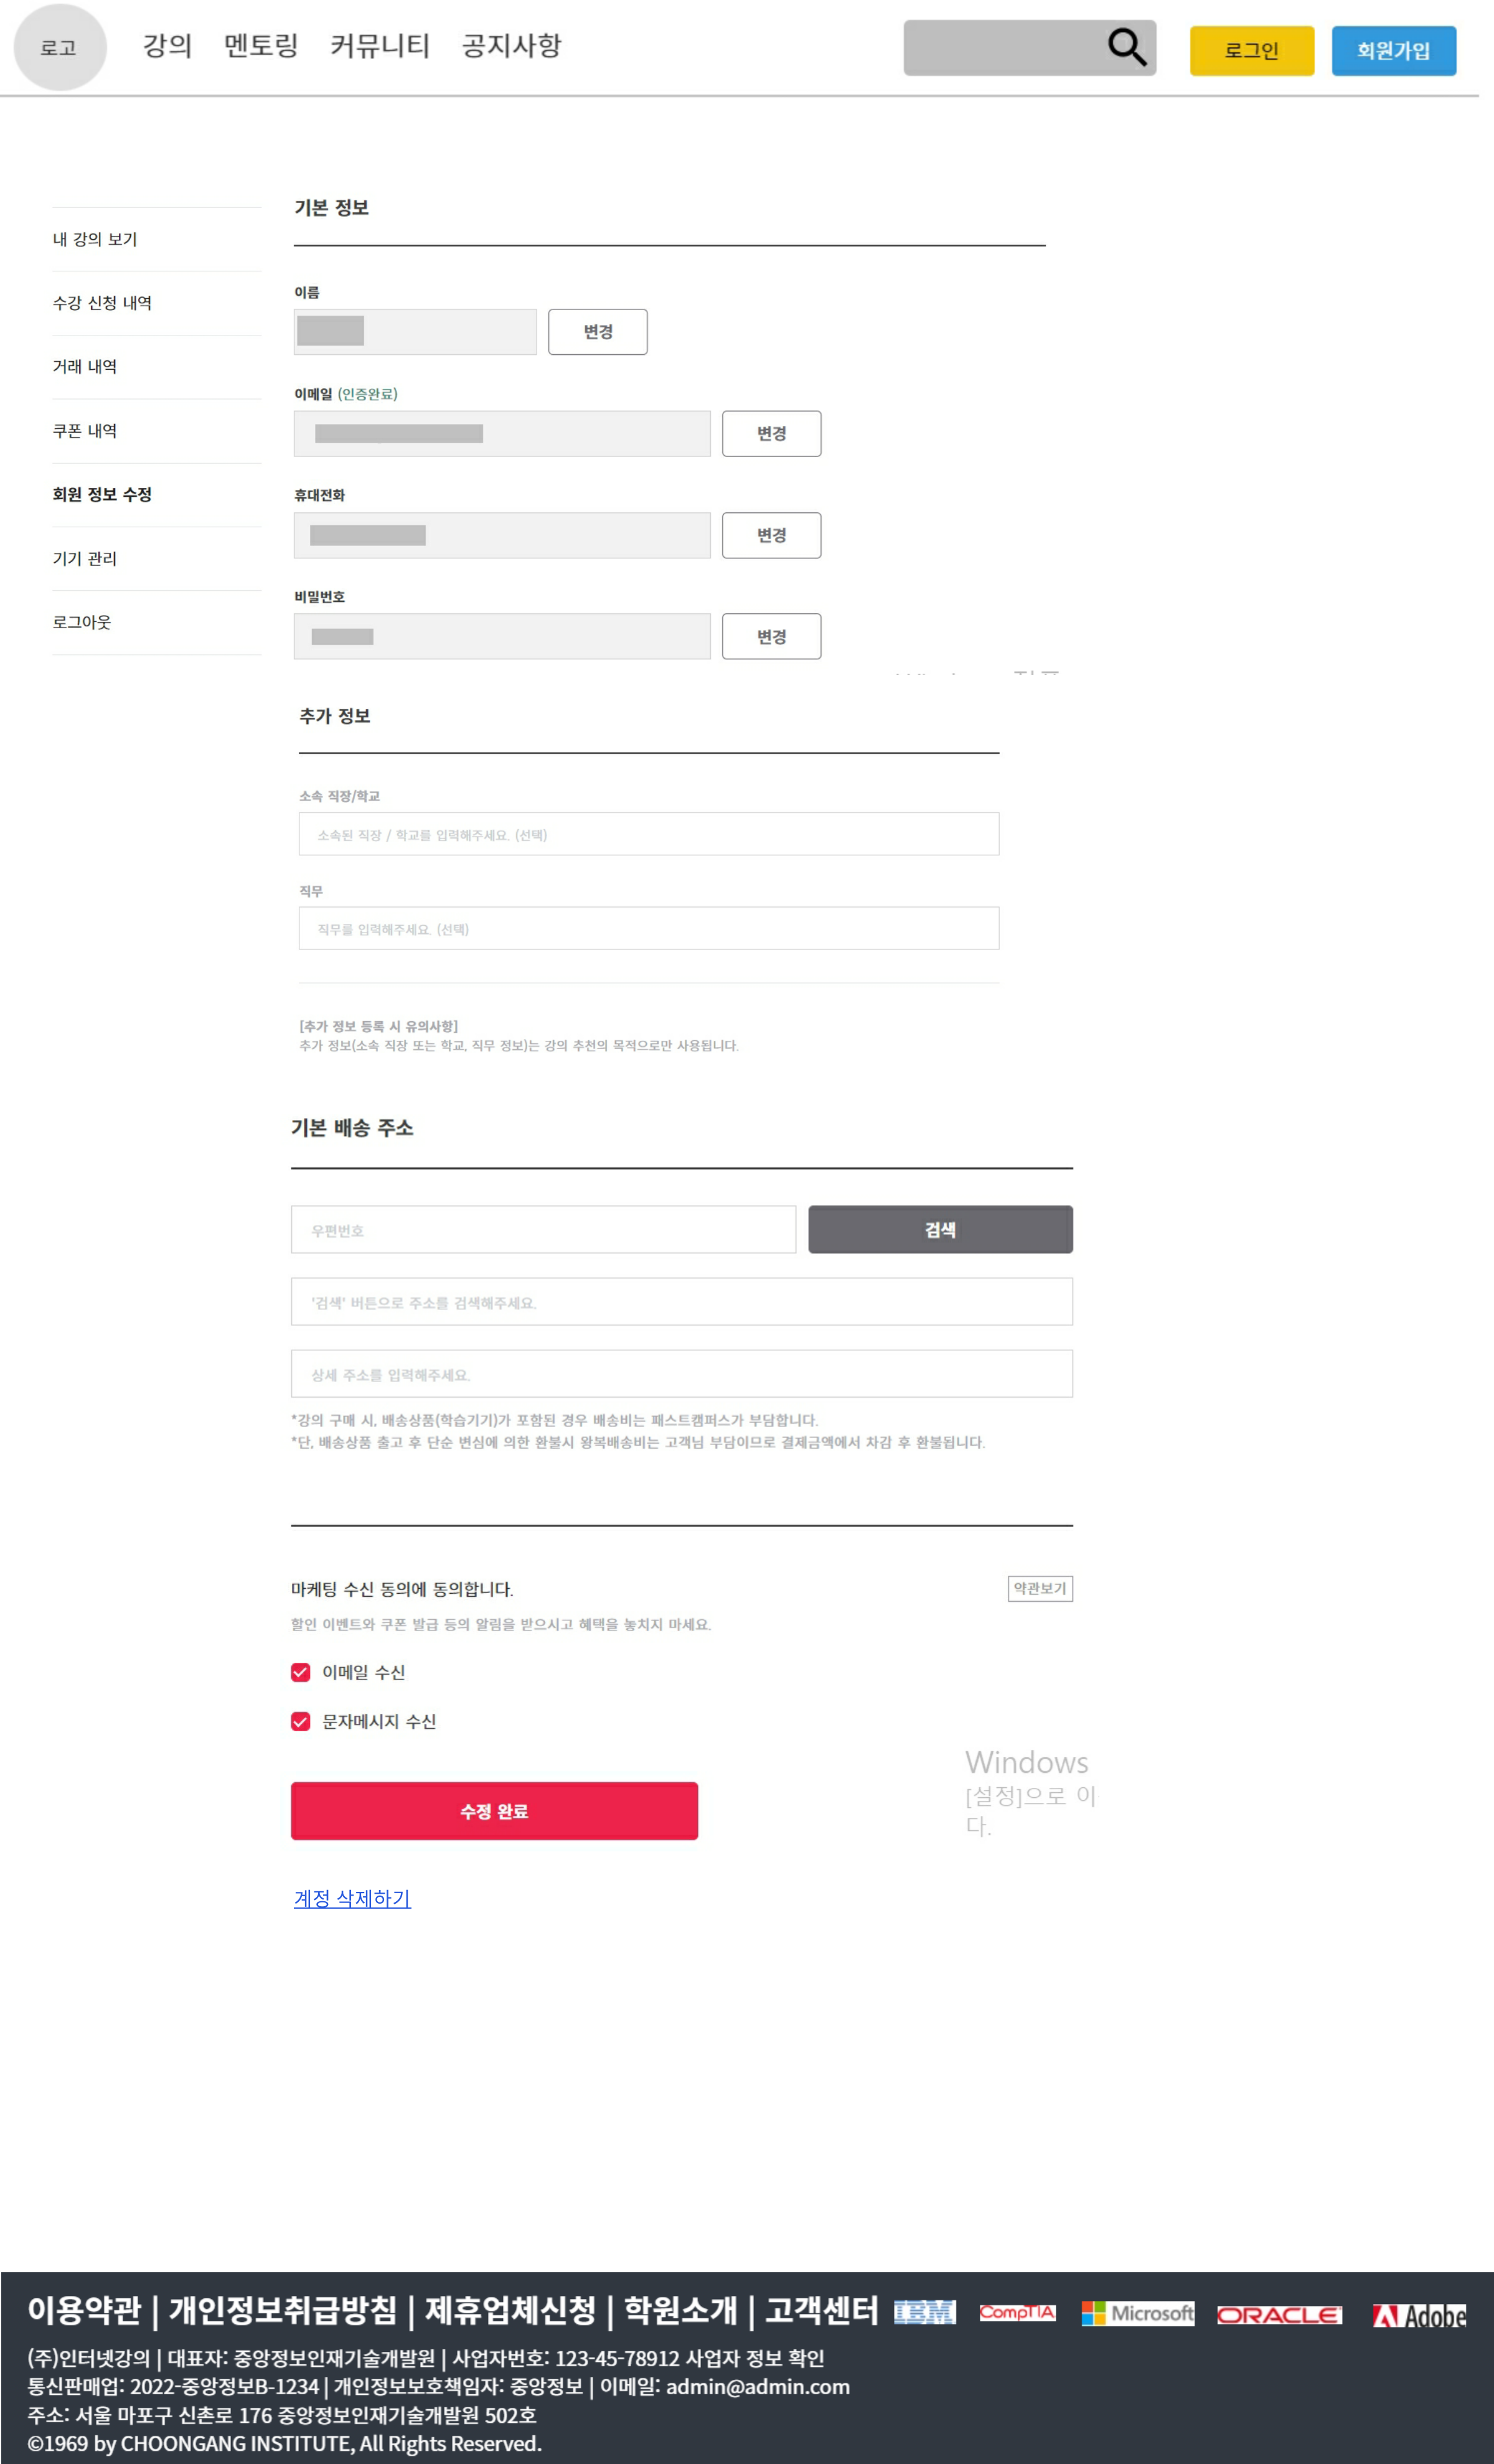 로고 강의 멘토링 커뮤니티 공지사항 로그인 회원가입
내 강의 보기
수강 신청 내역
거래 내역
쿠폰 내역
회원 정보 수정
기기 관리
로그아웃
기본 정보
이름
변경
이메일 (인증완료)
변경
휴대전화
변경
비밀번호
변경
추가 정보
소속 직장/학교
소속된 직장 / 학교를 입력해주세요. (선택)
직무
직무를 입력해주세요. (선택)
[추가 정보 등록 시 유의사항]
추가 정보(소속 직장 또는 학교, 직무 정보)는 강의 추천의 목적으로만 사용됩니다.
기본 배송 주소
우편번호 검색
'검색' 버튼으로 주소를 검색해주세요.
상세 주소를 입력해주세요.
*강의 구매 시, 배송상품(학습기기)가 포함된 경우 배송비는 패스트캠퍼스가 부담합니다.
*단, 배송상품 출고 후 단순 변심에 의한 환불시 왕복배송비는 고객님 부담이므로 결제금액에서 차감 후 환불됩니다.
마케팅 수신 동의에 동의합니다. 약관보기
할인 이벤트와 쿠폰 발급 등의 알림을 받으시고 혜택을 놓치지 마세요.
이메일 수신
문자메시지 수신
Windows
[설정]으로 이
다.
수정 완료
계정 삭제하기
이용약관 | 개인정보취급방침 | 제휴업체신청 | 학원소개 | 고객센터 IBM CompTIA Microsoft ORACLE Adobe
(주)인터넷강의 | 대표자: 중앙정보인재기술개발원 | 사업자번호: 123-45-78912 사업자 정보 확인
통신판매업: 2022-중앙정보B-1234 | 개인정보보호책임자: 중앙정보 | 이메일: admin@admin.com
주소: 서울 마포구 신촌로 176 중앙정보인재기술개발원 502호
©1969 by CHOONGANG INSTITUTE, All Rights Reserved.